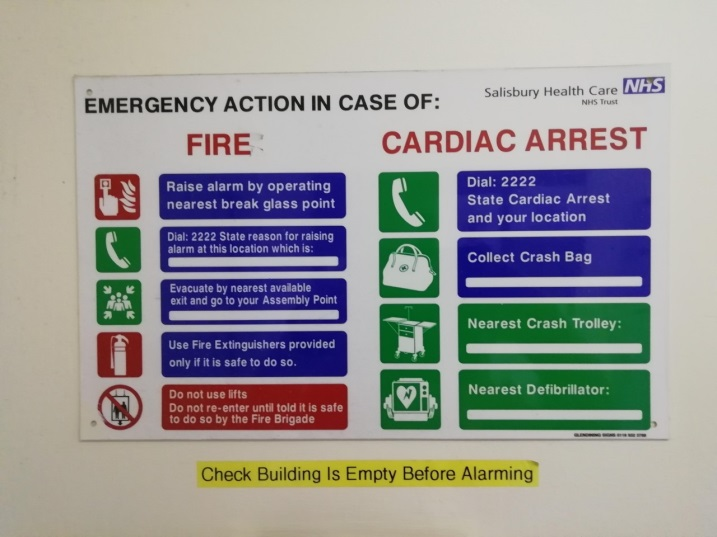 EMERGENCY ACTION IN CASE OF:
Salisbury Health Care NHS
NHS Trust
FIRE
Raise alarm by operating
nearest break glass point
Dial: 2222 State reason for raising
alarm at this location which is:
Evacuate by nearest available
exit and go to your Assembly Point
Use Fire Extinguishers provided
only if it is safe to do so.
Do not use lifts
Do not re-enter until told it is safe
to do so by the Fire Brigade
CARDIAC ARREST
Dial: 2222
State Cardiac Arrest
and your location
Collect Crash Bag
Nearest Crash Trolley:
Nearest Defibrillator:
Check Building Is Empty Before Alarming